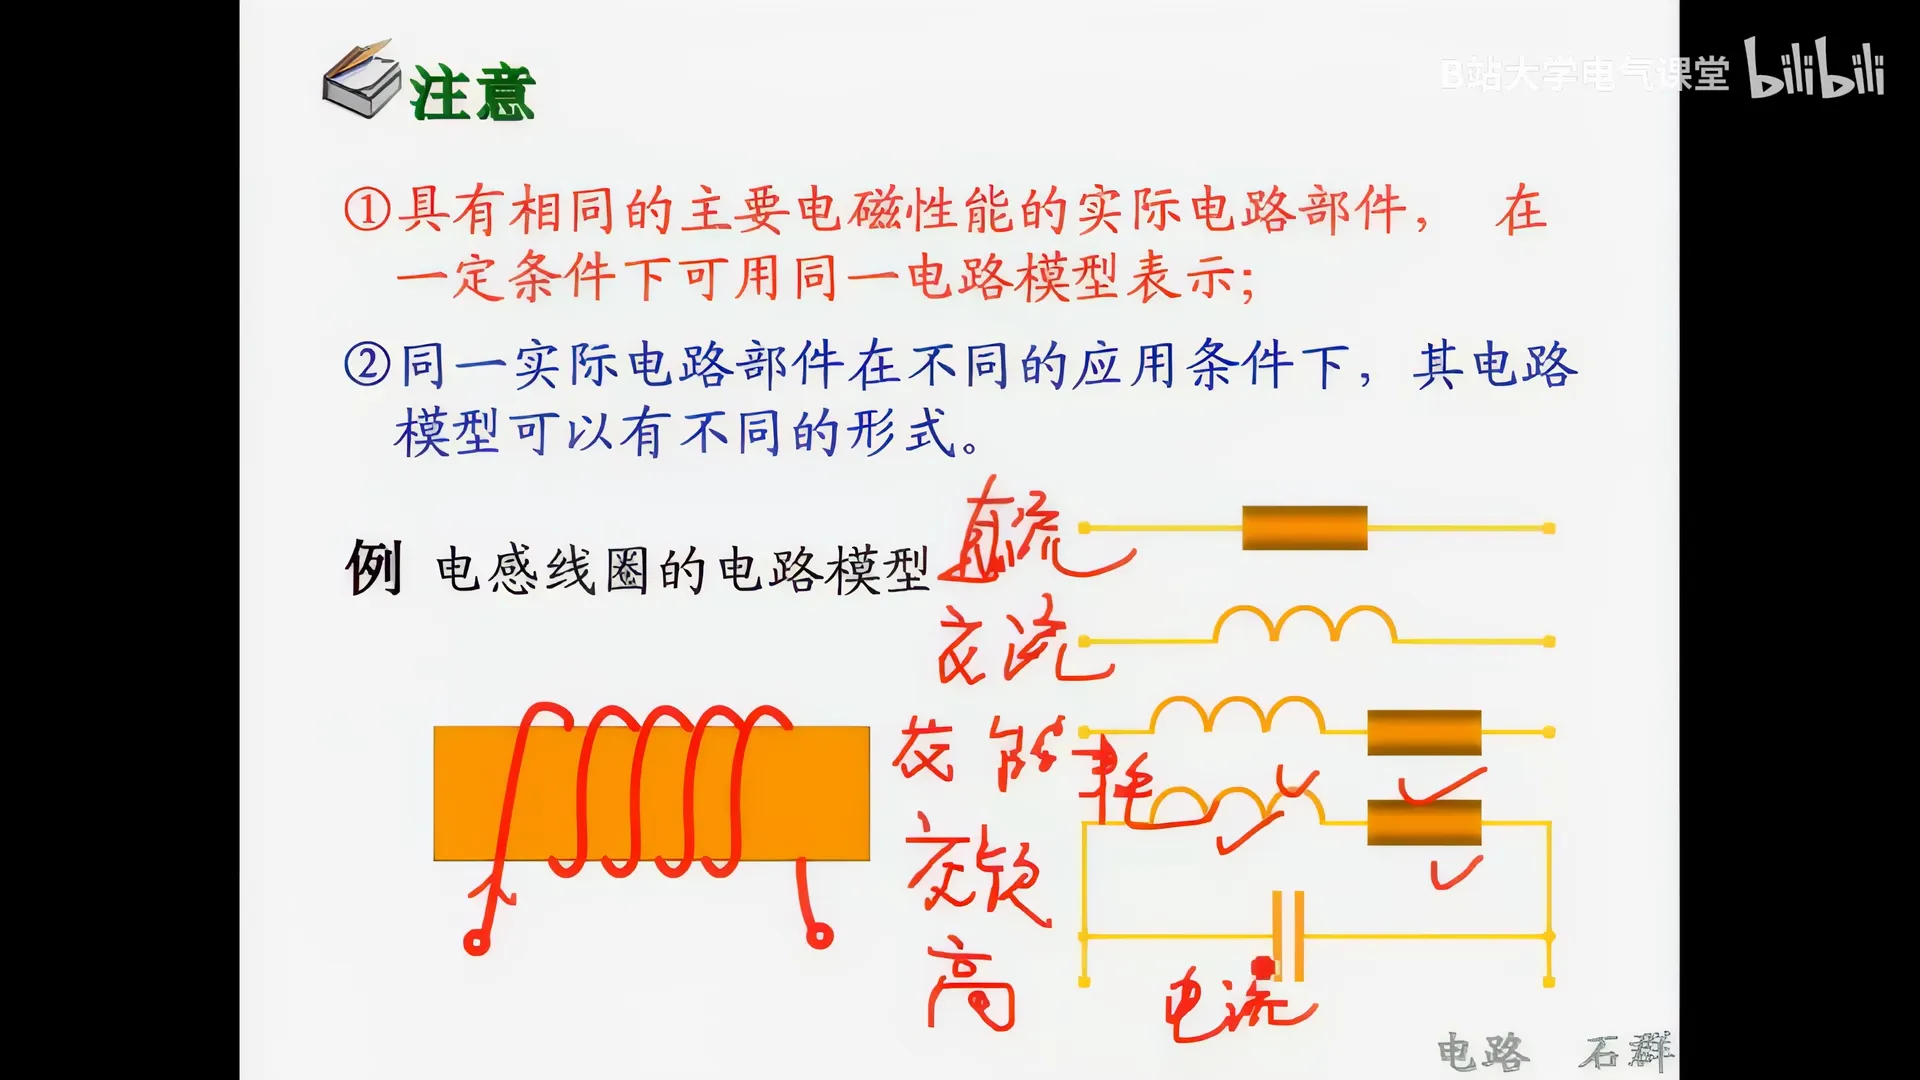 B站大学电气课堂 bilibili
注意
①具有相同的主要电磁性能的实际电路部件， 在
一定条件下可用同一电路模型表示；
②同一实际电路部件在不同的应用条件下，其电路
模型可以有不同的形式。
例 电感线圈的电路模型
直流
交流
耗
交
高
电流
电路 石群